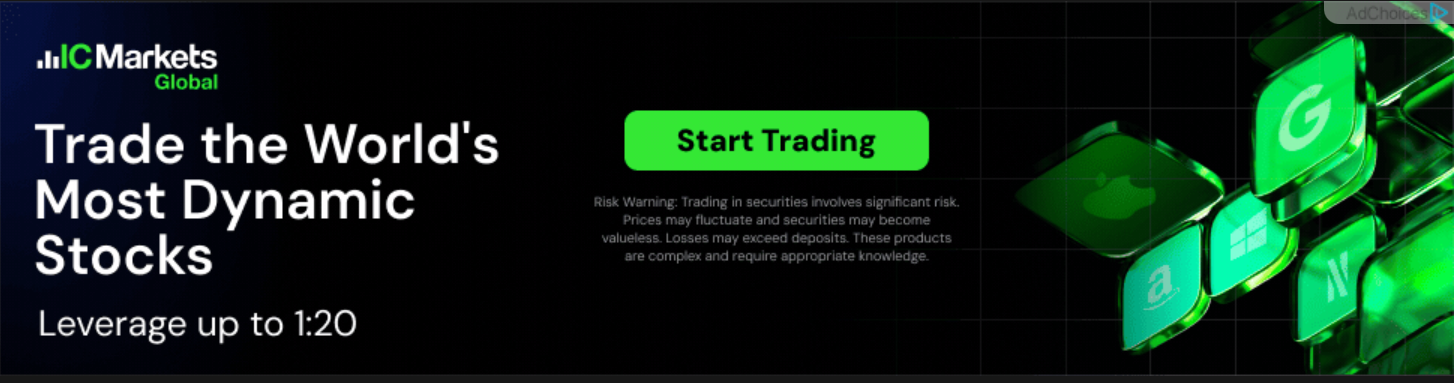 IC Markets
Global
Trade the World's
Most Dynamic
Stocks
Leverage up to 1:20
Start Trading
Risk Warning: Trading in securities involves significant risk.
Prices may fluctuate and securities may become
valueless. Losses may exceed deposits. These products
are complex and require appropriate knowledge.
AdChoices
G
a
N